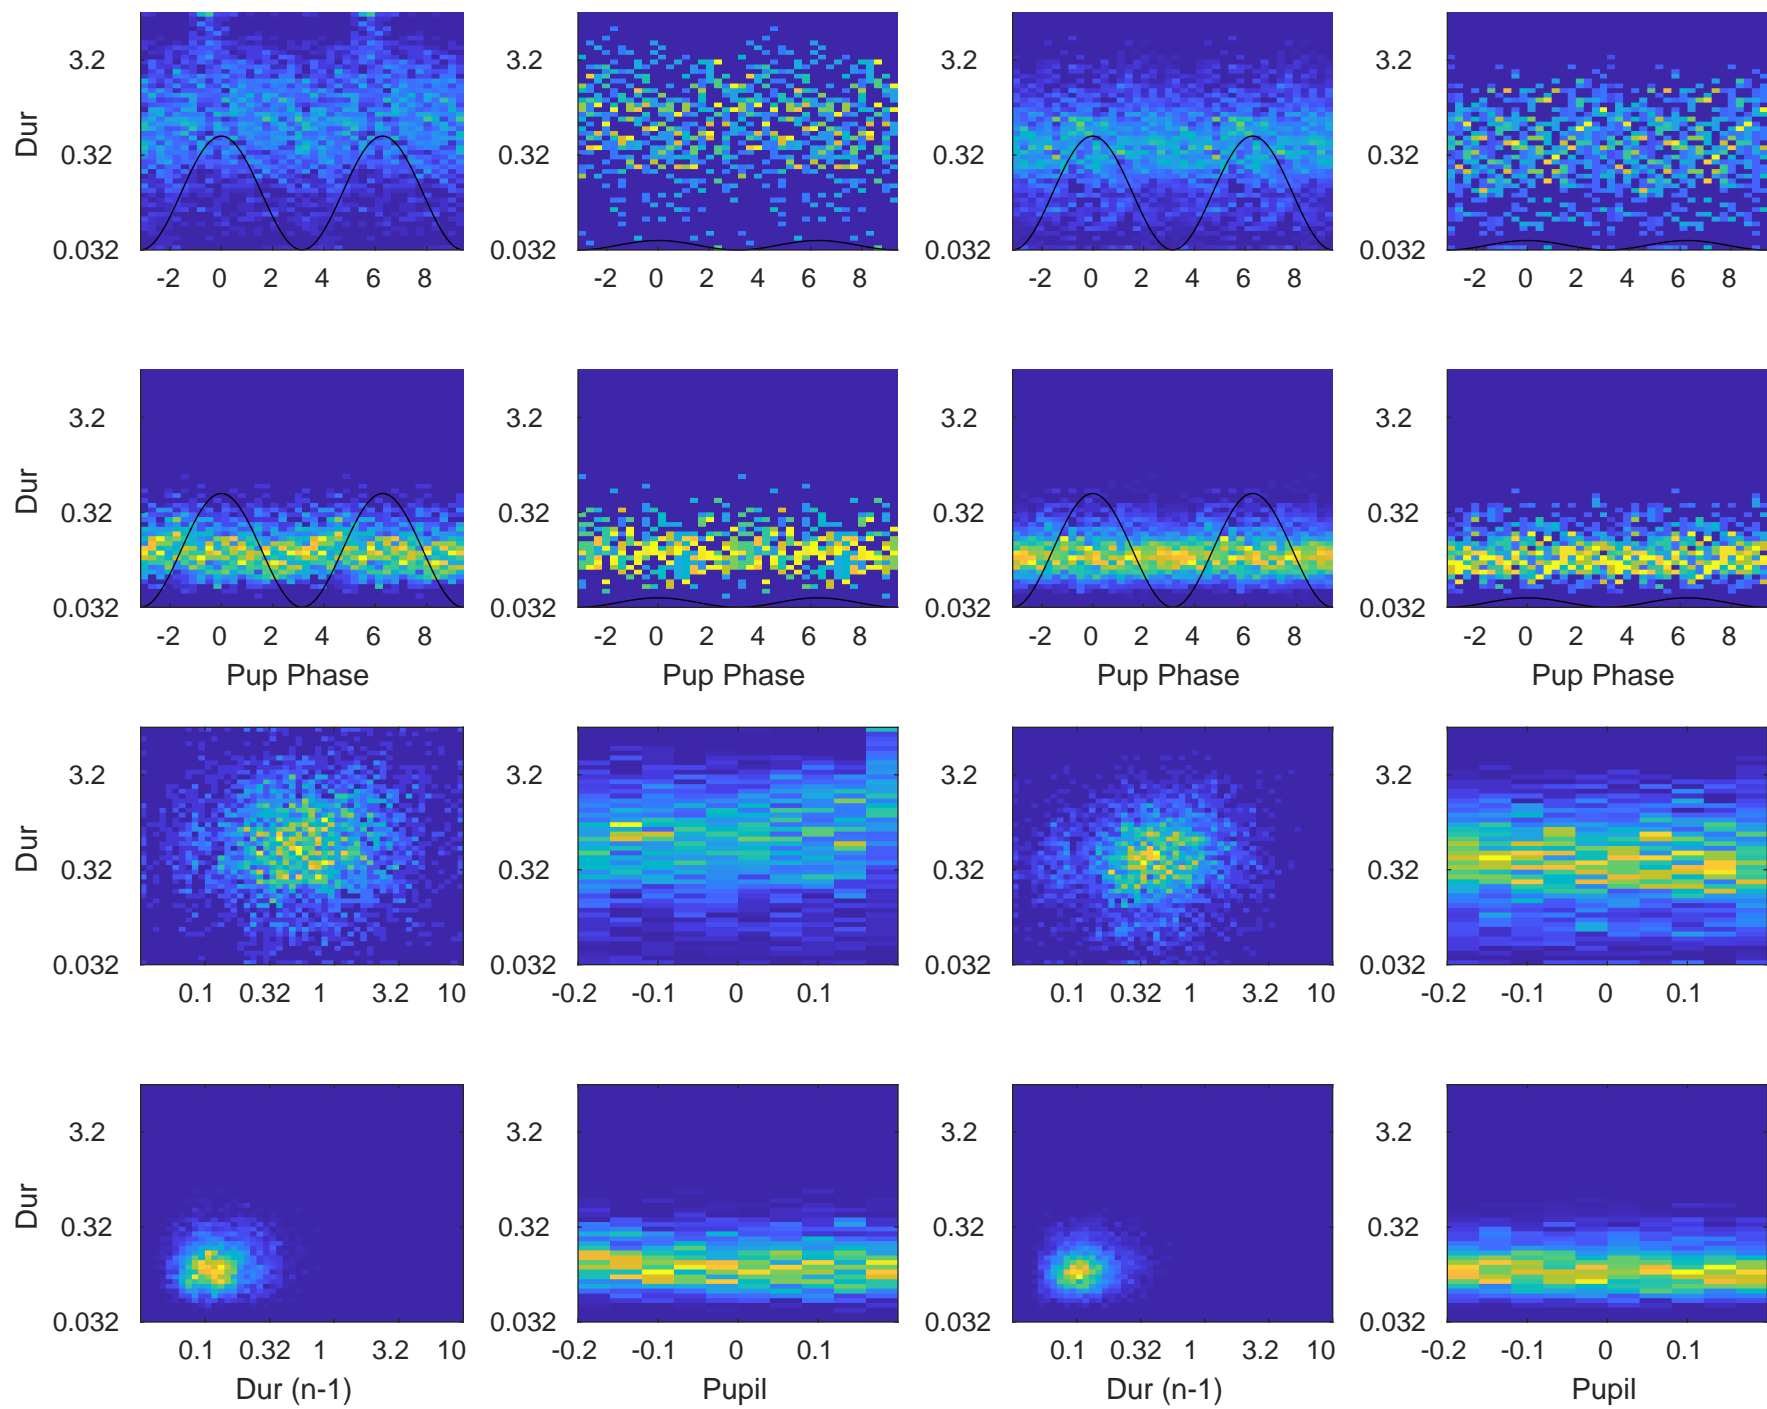 Dur 3.2 3.2 3.2 3.2
0.32 0.32 0.32 0.32
0.032 0.032 0.032 0.032
-2 0 2 4 6 8 -2 0 2 4 6 8 -2 0 2 4 6 8 -2 0 2 4 6 8
Dur 3.2 3.2 3.2 3.2
0.32 0.32 0.32 0.32
0.032 0.032 0.032 0.032
-2 0 2 4 6 8 -2 0 2 4 6 8 -2 0 2 4 6 8 -2 0 2 4 6 8
Pup Phase Pup Phase Pup Phase Pup Phase
Dur 3.2 3.2 3.2 3.2
0.32 0.32 0.32 0.32
0.032 0.032 0.032 0.032
0.1 0.32 1 3.2 10 -0.2 -0.1 0 0.1 0.1 0.32 1 3.2 10 -0.2 -0.1 0 0.1
Dur 3.2 3.2 3.2 3.2
0.32 0.32 0.32 0.32
0.032 0.032 0.032 0.032
0.1 0.32 1 3.2 10 -0.2 -0.1 0 0.1 0.1 0.32 1 3.2 10 -0.2 -0.1 0 0.1
Dur (n-1) Pupil Dur (n-1) Pupil